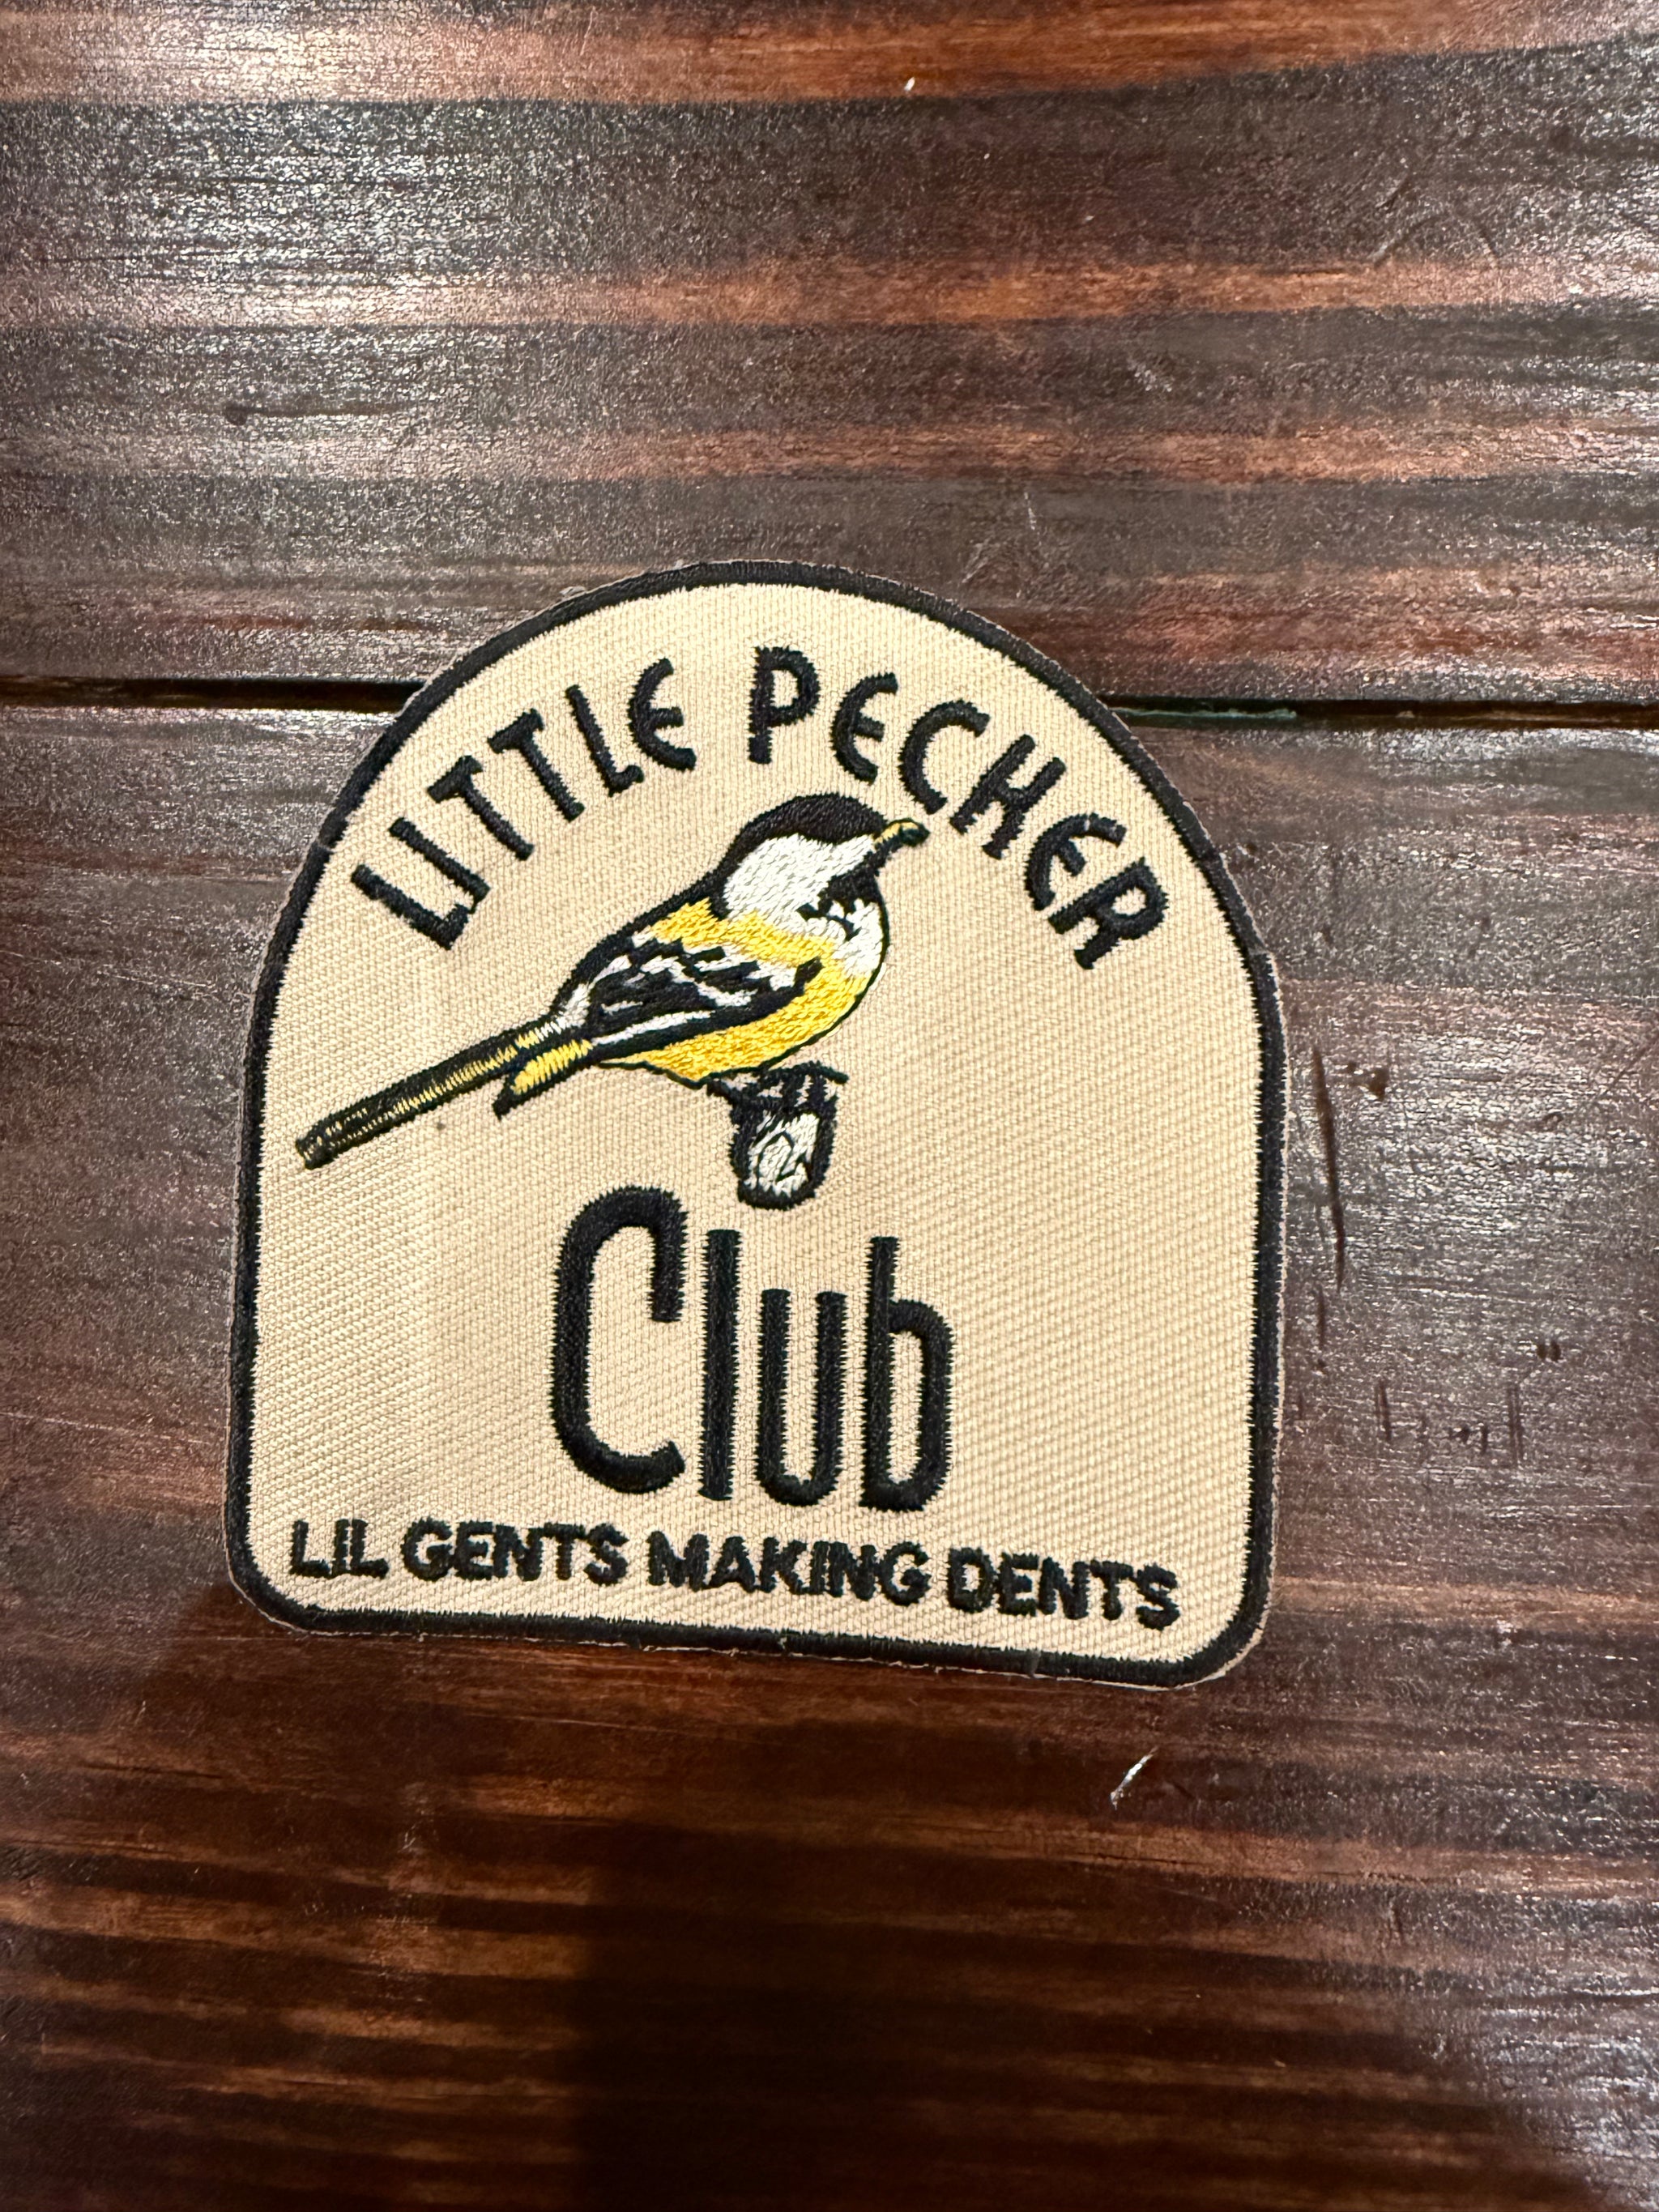 LITTLE PECHER
Club
LIL GENTS MAKING DENTS